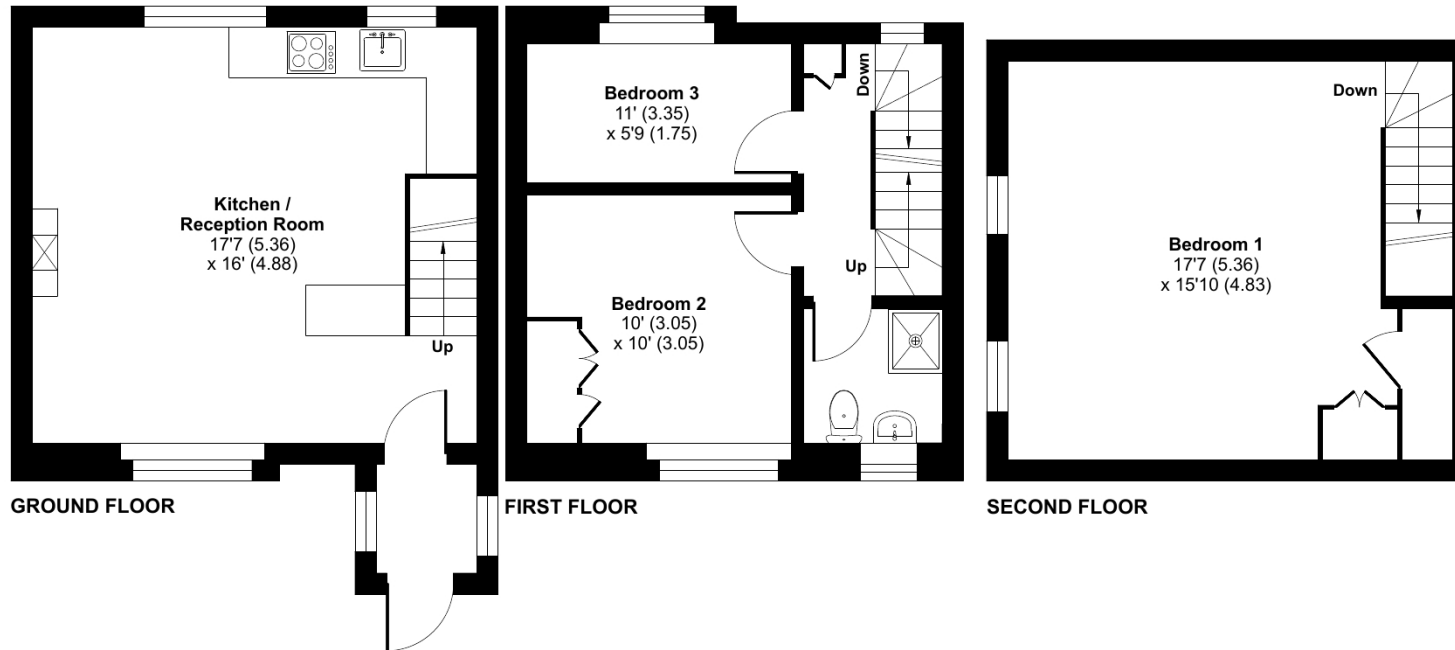 Kitchen /
Reception Room
17'7 (5.36)
x 16' (4.88)
Up
GROUND FLOOR
Bedroom 3
11' (3.35)
x 5'9 (1.75)
Down
Bedroom 2
10' (3.05)
x 10' (3.05)
Up
FIRST FLOOR
Down
Bedroom 1
17'7 (5.36)
x 15'10 (4.83)
SECOND FLOOR